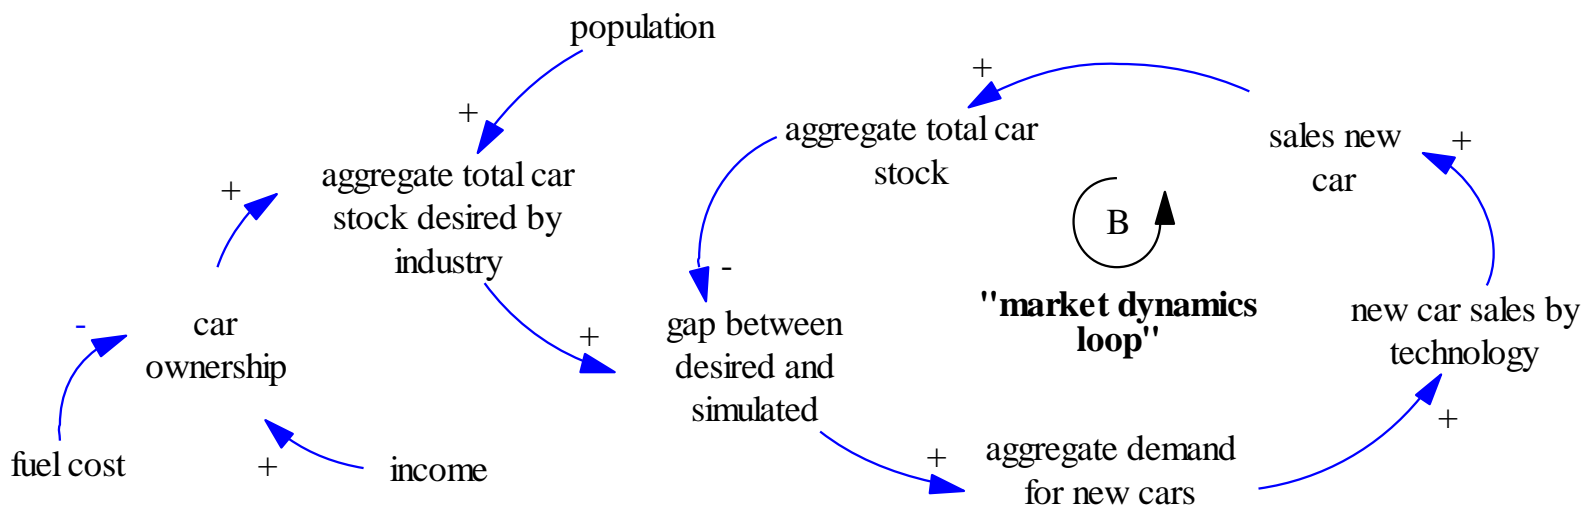 population
+
+
aggregate total car
stock desired by
industry
+
+
aggregate total car
stock
sales new
car
+
B
"market dynamics
loop"
-
gap between
desired and
simulated
+
new car sales by
technology
-
car
ownership
fuel cost
+
income
+
aggregate demand
for new cars
+